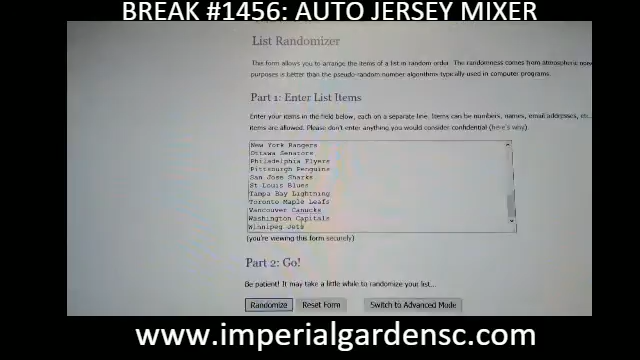 BREAK #1456: AUTO JERSEY MIXER
List Randomizer
This form allows you to arrange the items of a list in random order. The randomness comes from atmospheric
purposes is better than the pseudo-random number algorithms typically used in computer programs.
Part 1: Enter List Items
Enter your items in the field below, each on a separate line. Items can be numbers, names, email addresses, etc.
items are allowed. Please don't enter anything you would consider confidential (here's why).
New York Rangers
Ottawa Senators
Philadelphia Flyers
Pittsburgh Penguins
San Jose Sharks
St Louis Blues
Tampa Bay Lightning
Toronto Maple Leafs
Vancouver Canucks
Washington Capitals
Winnipeg Jets
(you're viewing this form securely)
Part 2: Go!
Be patient! It may take a little while to randomize your list...
Randomize Reset Form Switch to Advanced Mode
www.imperialgardensc.com